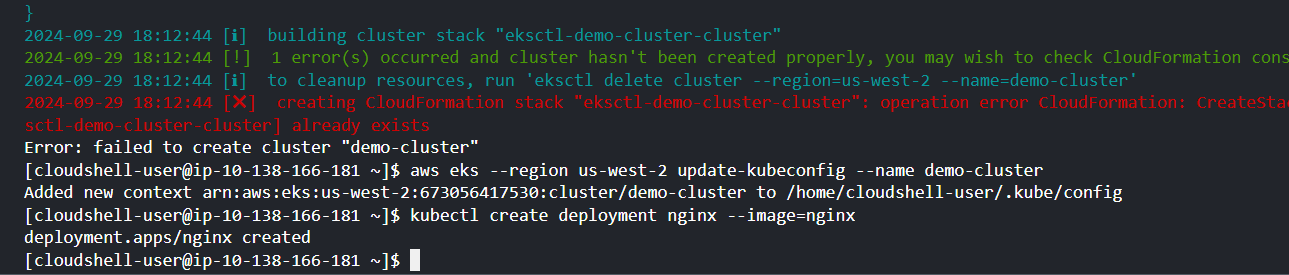 }
2024-09-29 18:12:44 [ℹ]  building cluster stack "eksctl-demo-cluster-cluster"
2024-09-29 18:12:44 [!]  1 error(s) occurred and cluster hasn't been created properly, you may wish to check CloudFormation cons
2024-09-29 18:12:44 [ℹ]  to cleanup resources, run 'eksctl delete cluster --region=us-west-2 --name=demo-cluster'
2024-09-29 18:12:44 [✖]  creating CloudFormation stack "eksctl-demo-cluster-cluster": operation error CloudFormation: CreateSta
sctl-demo-cluster-cluster] already exists
Error: failed to create cluster "demo-cluster"
[cloudshell-user@ip-10-138-166-181 ~]$ aws eks --region us-west-2 update-kubeconfig --name demo-cluster
Added new context arn:aws:eks:us-west-2:673056417530:cluster/demo-cluster to /home/cloudshell-user/.kube/config
[cloudshell-user@ip-10-138-166-181 ~]$ kubectl create deployment nginx --image=nginx
deployment.apps/nginx created
[cloudshell-user@ip-10-138-166-181 ~]$